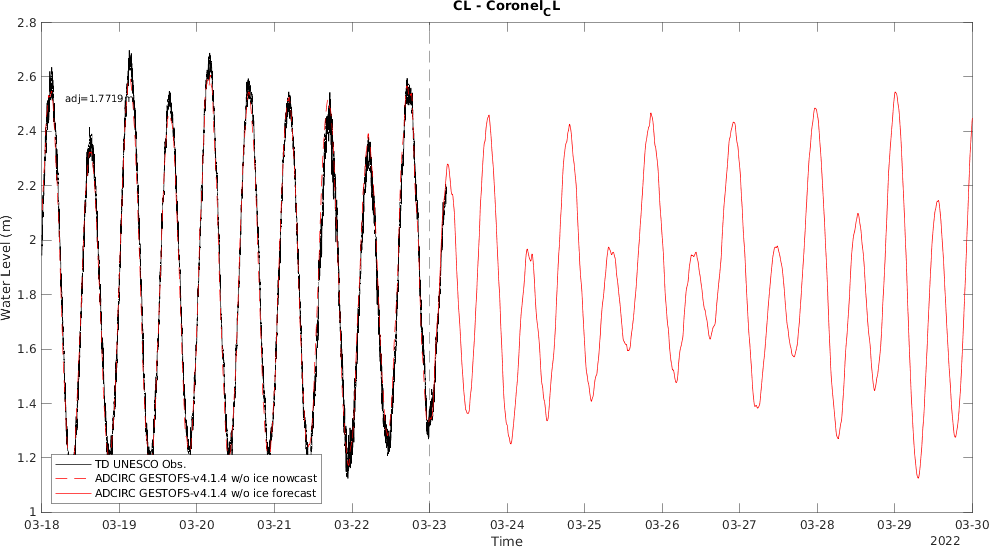 CL - Coronel_CL
2.8
2.6
2.4
2.2
2
1.8
1.6
1.4
1.2
1
Water Level (m)
adj=1.7719m
TD UNESCO Obs.
ADCIRC GESTOFS-v4.1.4 w/o ice nowcast
ADCIRC GESTOFS-v4.1.4 w/o ice forecast
03-18 03-19 03-20 03-21 03-22 03-23 03-24 03-25 03-26 03-27 03-28 03-29 03-30
Time
2022